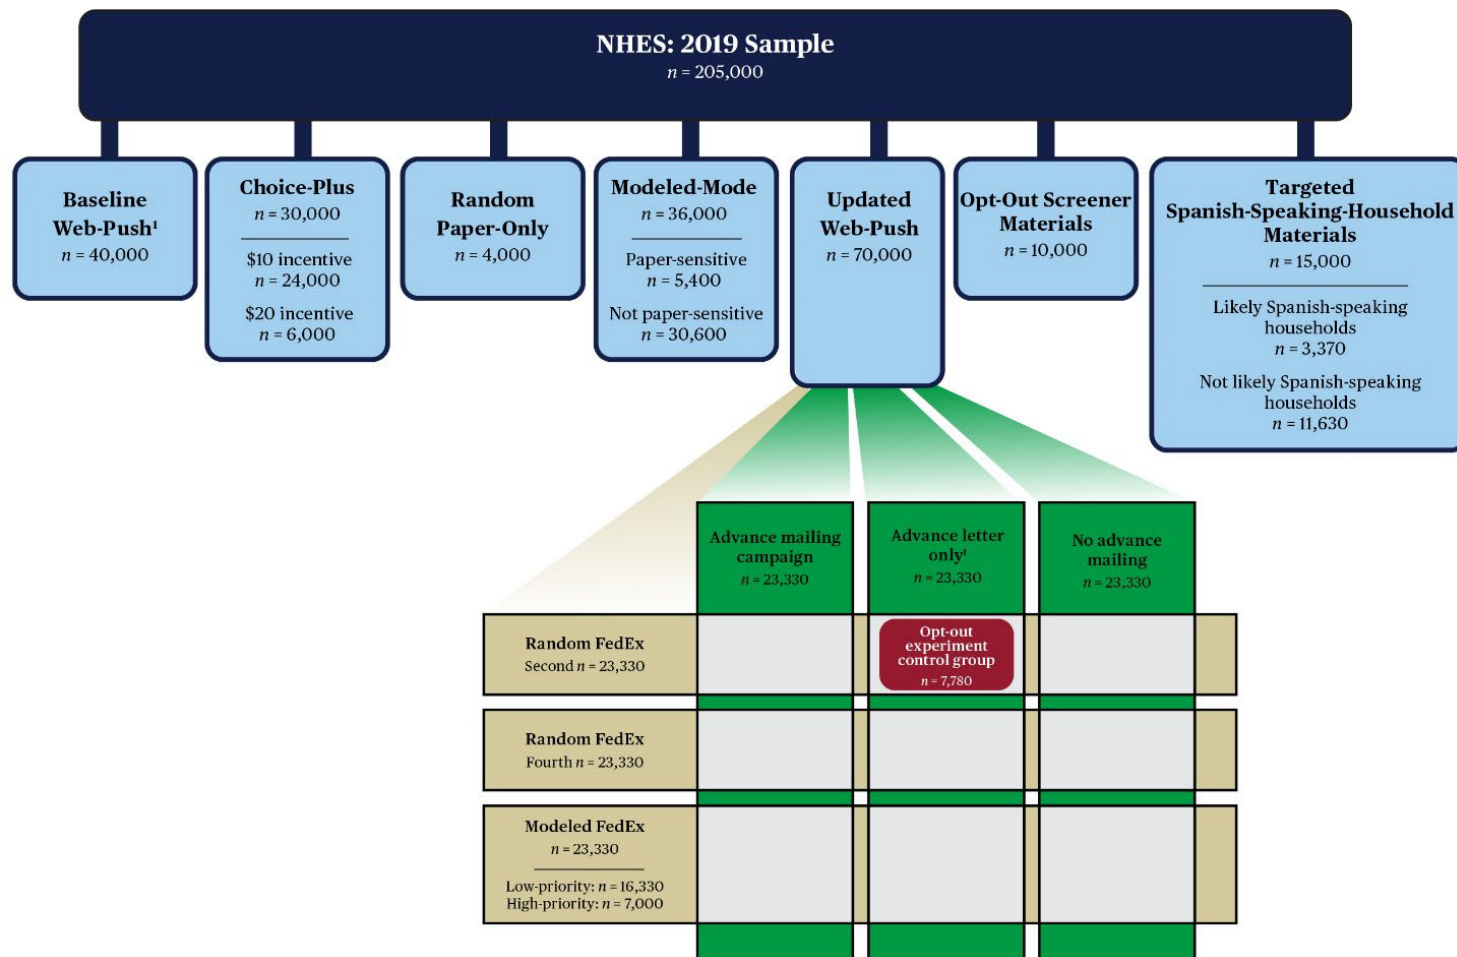 NHES: 2019 Sample
n = 205,000
Baseline
Web-Push¹
n = 40,000
Choice-Plus
n = 30,000
$10 incentive
n = 24,000
$20 incentive
n = 6,000
Random
Paper-Only
n = 4,000
Modeled-Mode
n = 36,000
Paper-sensitive
n = 5,400
Not paper-sensitive
n = 30,600
Updated
Web-Push
n = 70,000
Opt-Out Screener
Materials
n = 10,000
Targeted
Spanish-Speaking-Household
Materials
n = 15,000
Likely Spanish-speaking
households
n = 3,370
Not likely Spanish-speaking
households
n = 11,630
Advance mailing
campaign
n = 23,330
Advance letter
only¹
n = 23,330
No advance
mailing
n = 23,330
Random FedEx
Second n = 23,330
Opt-out
experiment
control group
n = 7,780
Random FedEx
Fourth n = 23,330
Modeled FedEx
n = 23,330
Low-priority: n = 16,330
High-priority: n = 7,000